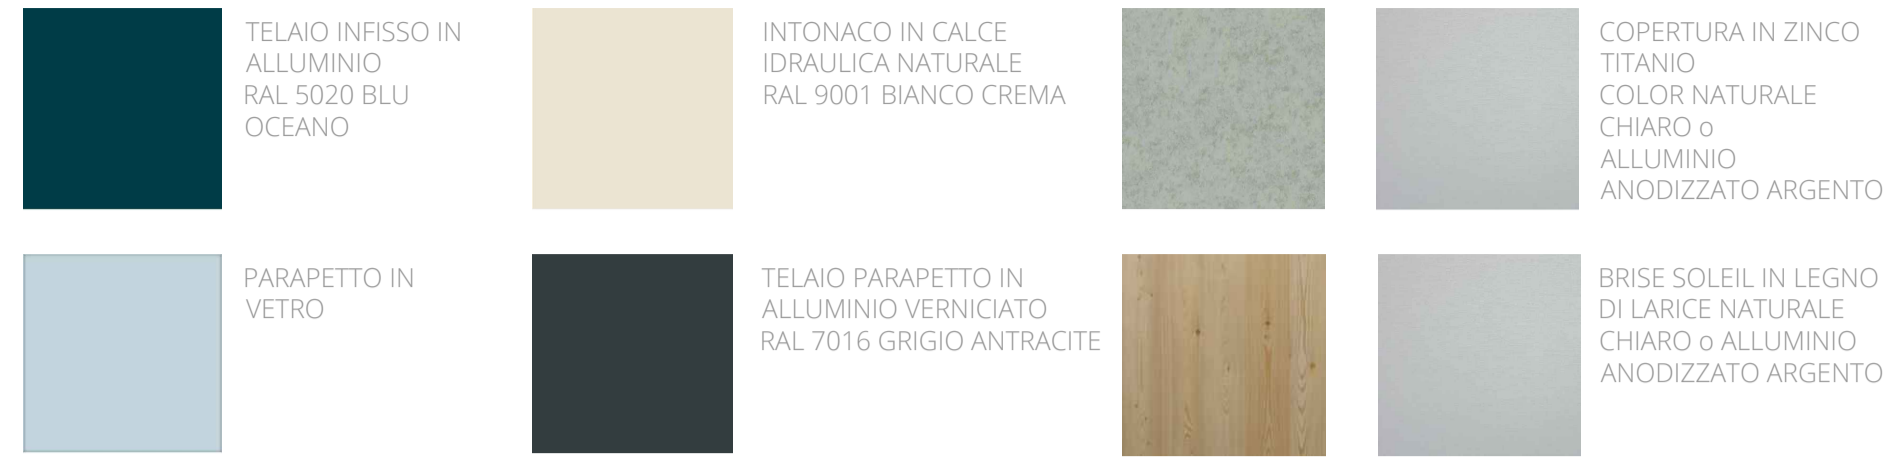 TELAIO INFISSO IN
ALLUMINIO
RAL 5020 BLU
OCEANO
INTONACO IN CALCE
IDRAULICA NATURALE
RAL 9001 BIANCO CREMA
COPERTURA IN ZINCO
TITANIO
COLOR NATURALE
CHIARO o
ALLUMINIO
ANODIZZATO ARGENTO
PARAPETTO IN
VETRO
TELAIO PARAPETTO IN
ALLUMINIO VERNICIATO
RAL 7016 GRIGIO ANTRACITE
BRISE SOLEIL IN LEGNO
DI LARICE NATURALE
CHIARO o ALLUMINIO
ANODIZZATO ARGENTO